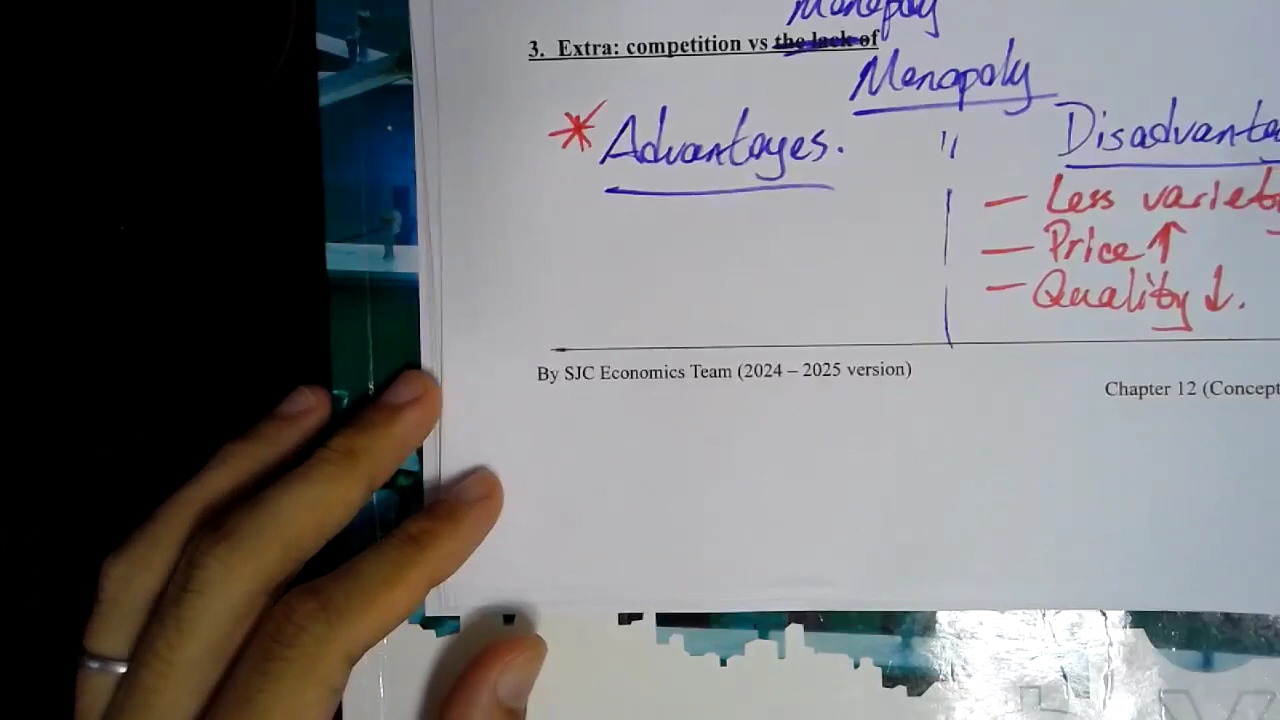 Monopoly
3. Extra: competition vs the lack of
Monopoly
* Advantages.
Disadvanta
— Less variety
— Price ↑
— Quality ↓.
By SJC Economics Team (2024 – 2025 version)
Chapter 12 (Concept